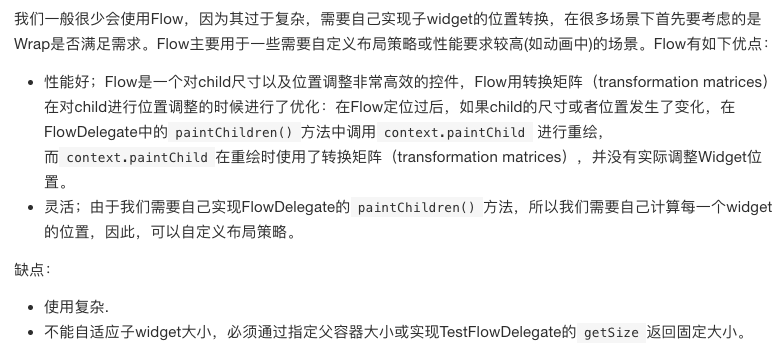 我们一般很少会使用Flow，因为其过于复杂，需要自己实现子widget的位置转换，在很多场景下首先要考虑的是
Wrap是否满足需求。Flow主要用于一些需要自定义布局策略或性能要求较高(如动画中)的场景。Flow有如下优点：
• 性能好；Flow是一个对child尺寸以及位置调整非常高效的控件，Flow用转换矩阵（transformation matrices）
在对child进行位置调整的时候进行了优化：在Flow定位过后，如果child的尺寸或者位置发生了变化，在
FlowDelegate中的 paintChildren() 方法中调用 context.paintChild 进行重绘，
而 context.paintChild 在重绘时使用了转换矩阵（transformation matrices），并没有实际调整Widget位
置。
• 灵活；由于我们需要自己实现FlowDelegate的 paintChildren() 方法，所以我们需要自己计算每一个widget
的位置，因此，可以自定义布局策略。
缺点：
• 使用复杂.
• 不能自适应子widget大小，必须通过指定父容器大小或实现TestFlowDelegate的 getSize 返回固定大小。